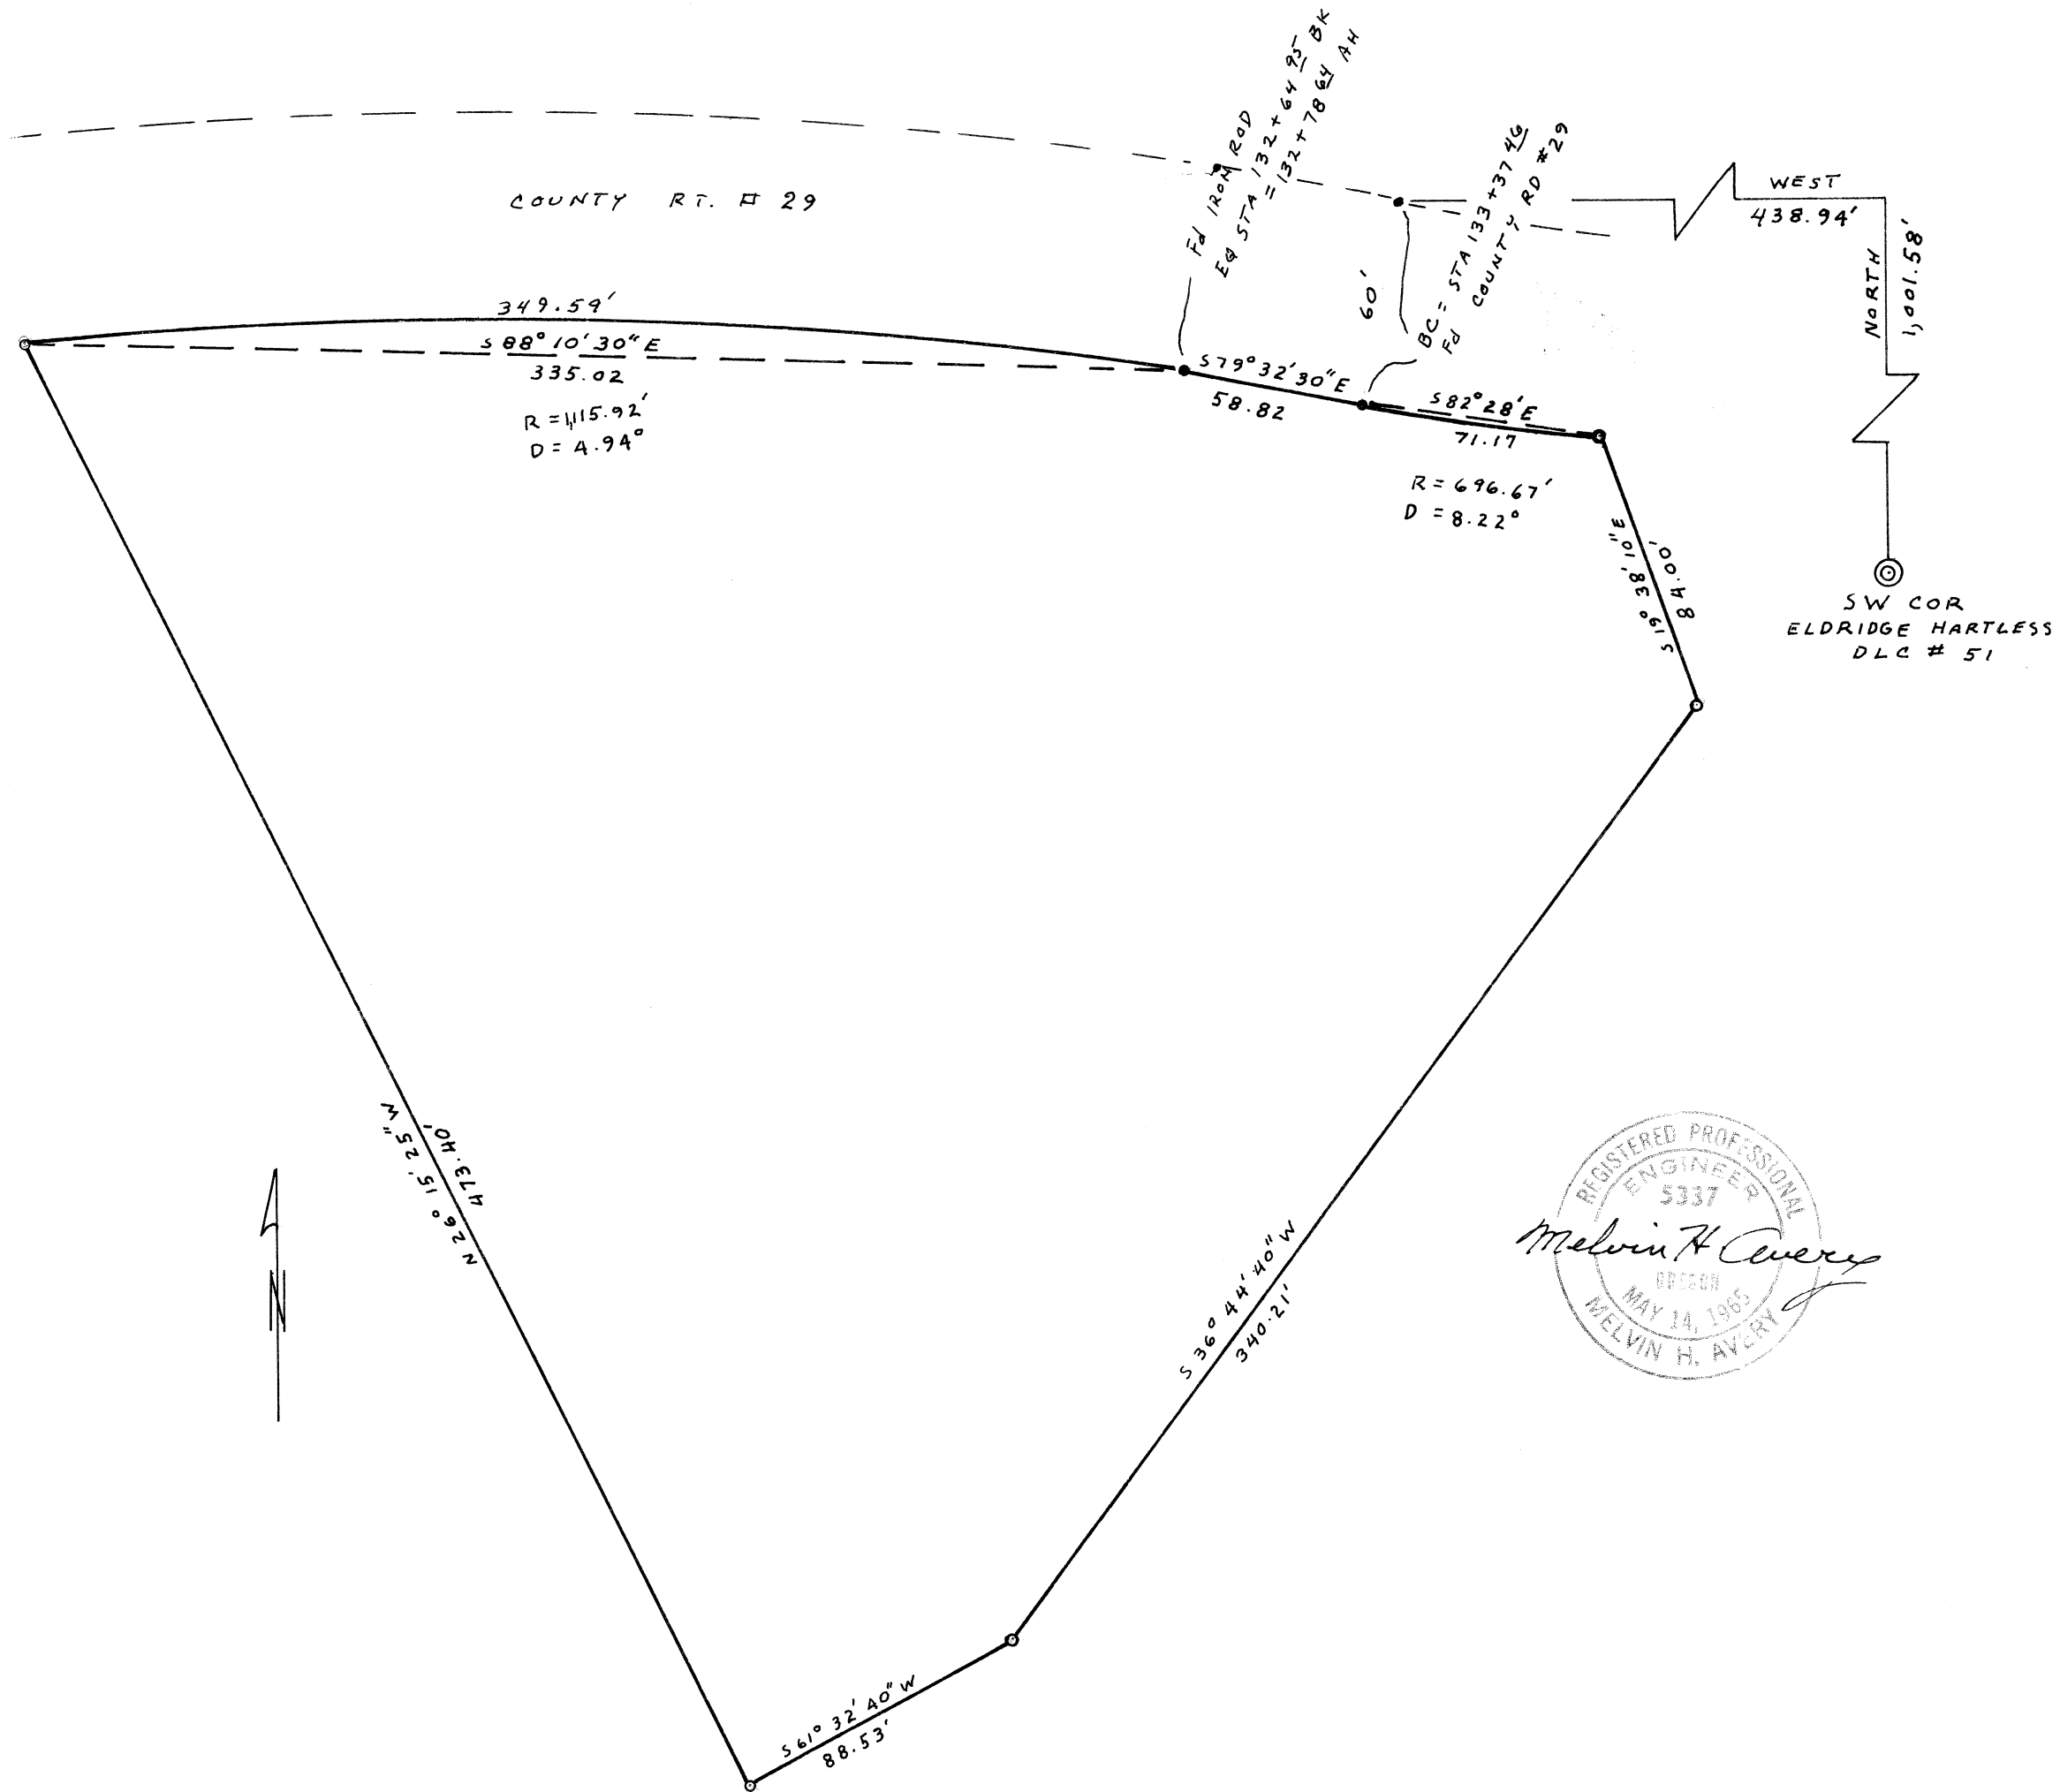 Fd IRON ROD
EQ STA 132 + 64 95 BK
= 132 + 78 64 AH
BC = STA 133 + 37 46
Fd COUNTY RD #29
COUNTY RT. # 29
WEST
438.94'
NORTH
1,001.58'
60'
349.59'
S 88° 10' 30" E
335.02
R = 1,115.92'
D = 4.94°
S 79° 32' 30" E
58.82
S 82° 28' E
71.17
R = 696.67'
D = 8.22°
S 19° 38' 10" E
84.00'
SW COR
ELDRIDGE HARTLESS
DLC # 51
N 26° 15' 25" W
473.40'
S 36° 44' 40" W
340.21'
S 61° 32' 40" W
88.53'
N
REGISTERED PROFESSIONAL
ENGINEER
5337
Melvin H Avery
OREGON
MAY 14, 1965
MELVIN H. AVERY